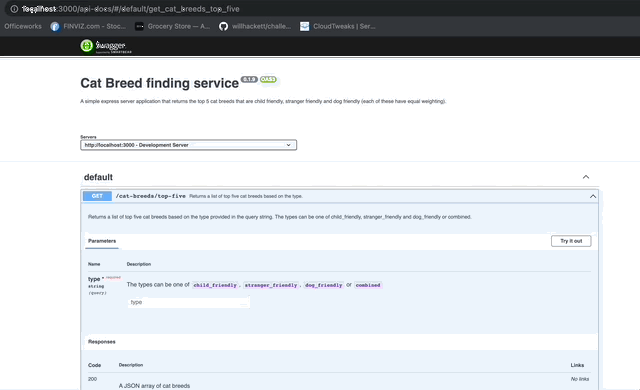 localhost:3000/api-docs/#/default/get_cat_breeds_top_five
Officeworks FINVIZ.com - Stoc... Grocery Store — A... willhackett/challe... CloudTweaks | Ser...
Swagger
Cat Breed finding service
A simple express server application that returns the top 5 cat breeds that are child friendly, stranger friendly and dog friendly (each of these have equal weighting).
Servers
http://localhost:3000 - Development Server
default
GET /cat-breeds/top-five Returns a list of top five cat breeds based on the type.
Returns a list of top five cat breeds based on the type provided in the query string. The types can be one of child_friendly, stranger_friendly and dog_friendly or combined.
Parameters Try it out
Name Description
type * required
string
(query)
The types can be one of child_friendly, stranger_friendly, dog_friendly or combined
type
Responses
Code Description Links
200 No links
A JSON array of cat breeds